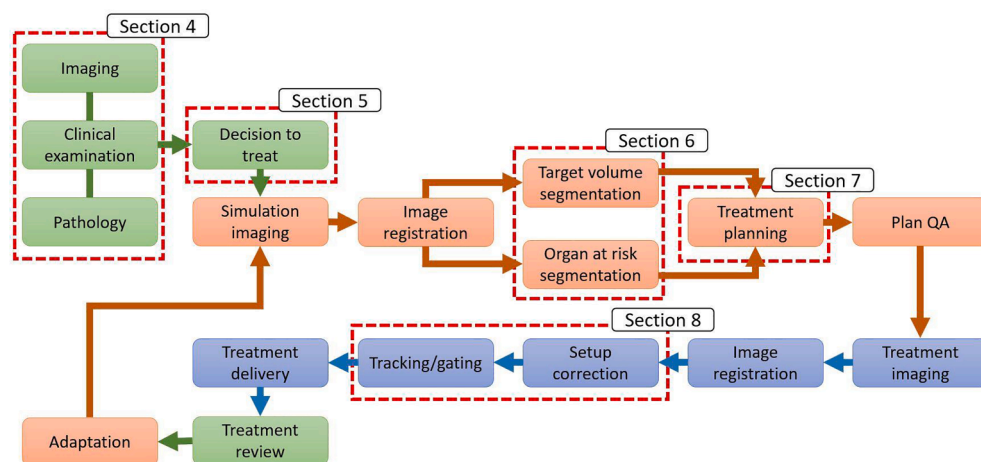 Section 4
Imaging
Clinical
examination
Pathology
Section 5
Decision to
treat
Simulation
imaging
Image
registration
Section 6
Target volume
segmentation
Organ at risk
segmentation
Section 7
Treatment
planning
Plan QA
Section 8
Treatment
delivery
Tracking/gating
Setup
correction
Image
registration
Treatment
imaging
Adaptation
Treatment
review